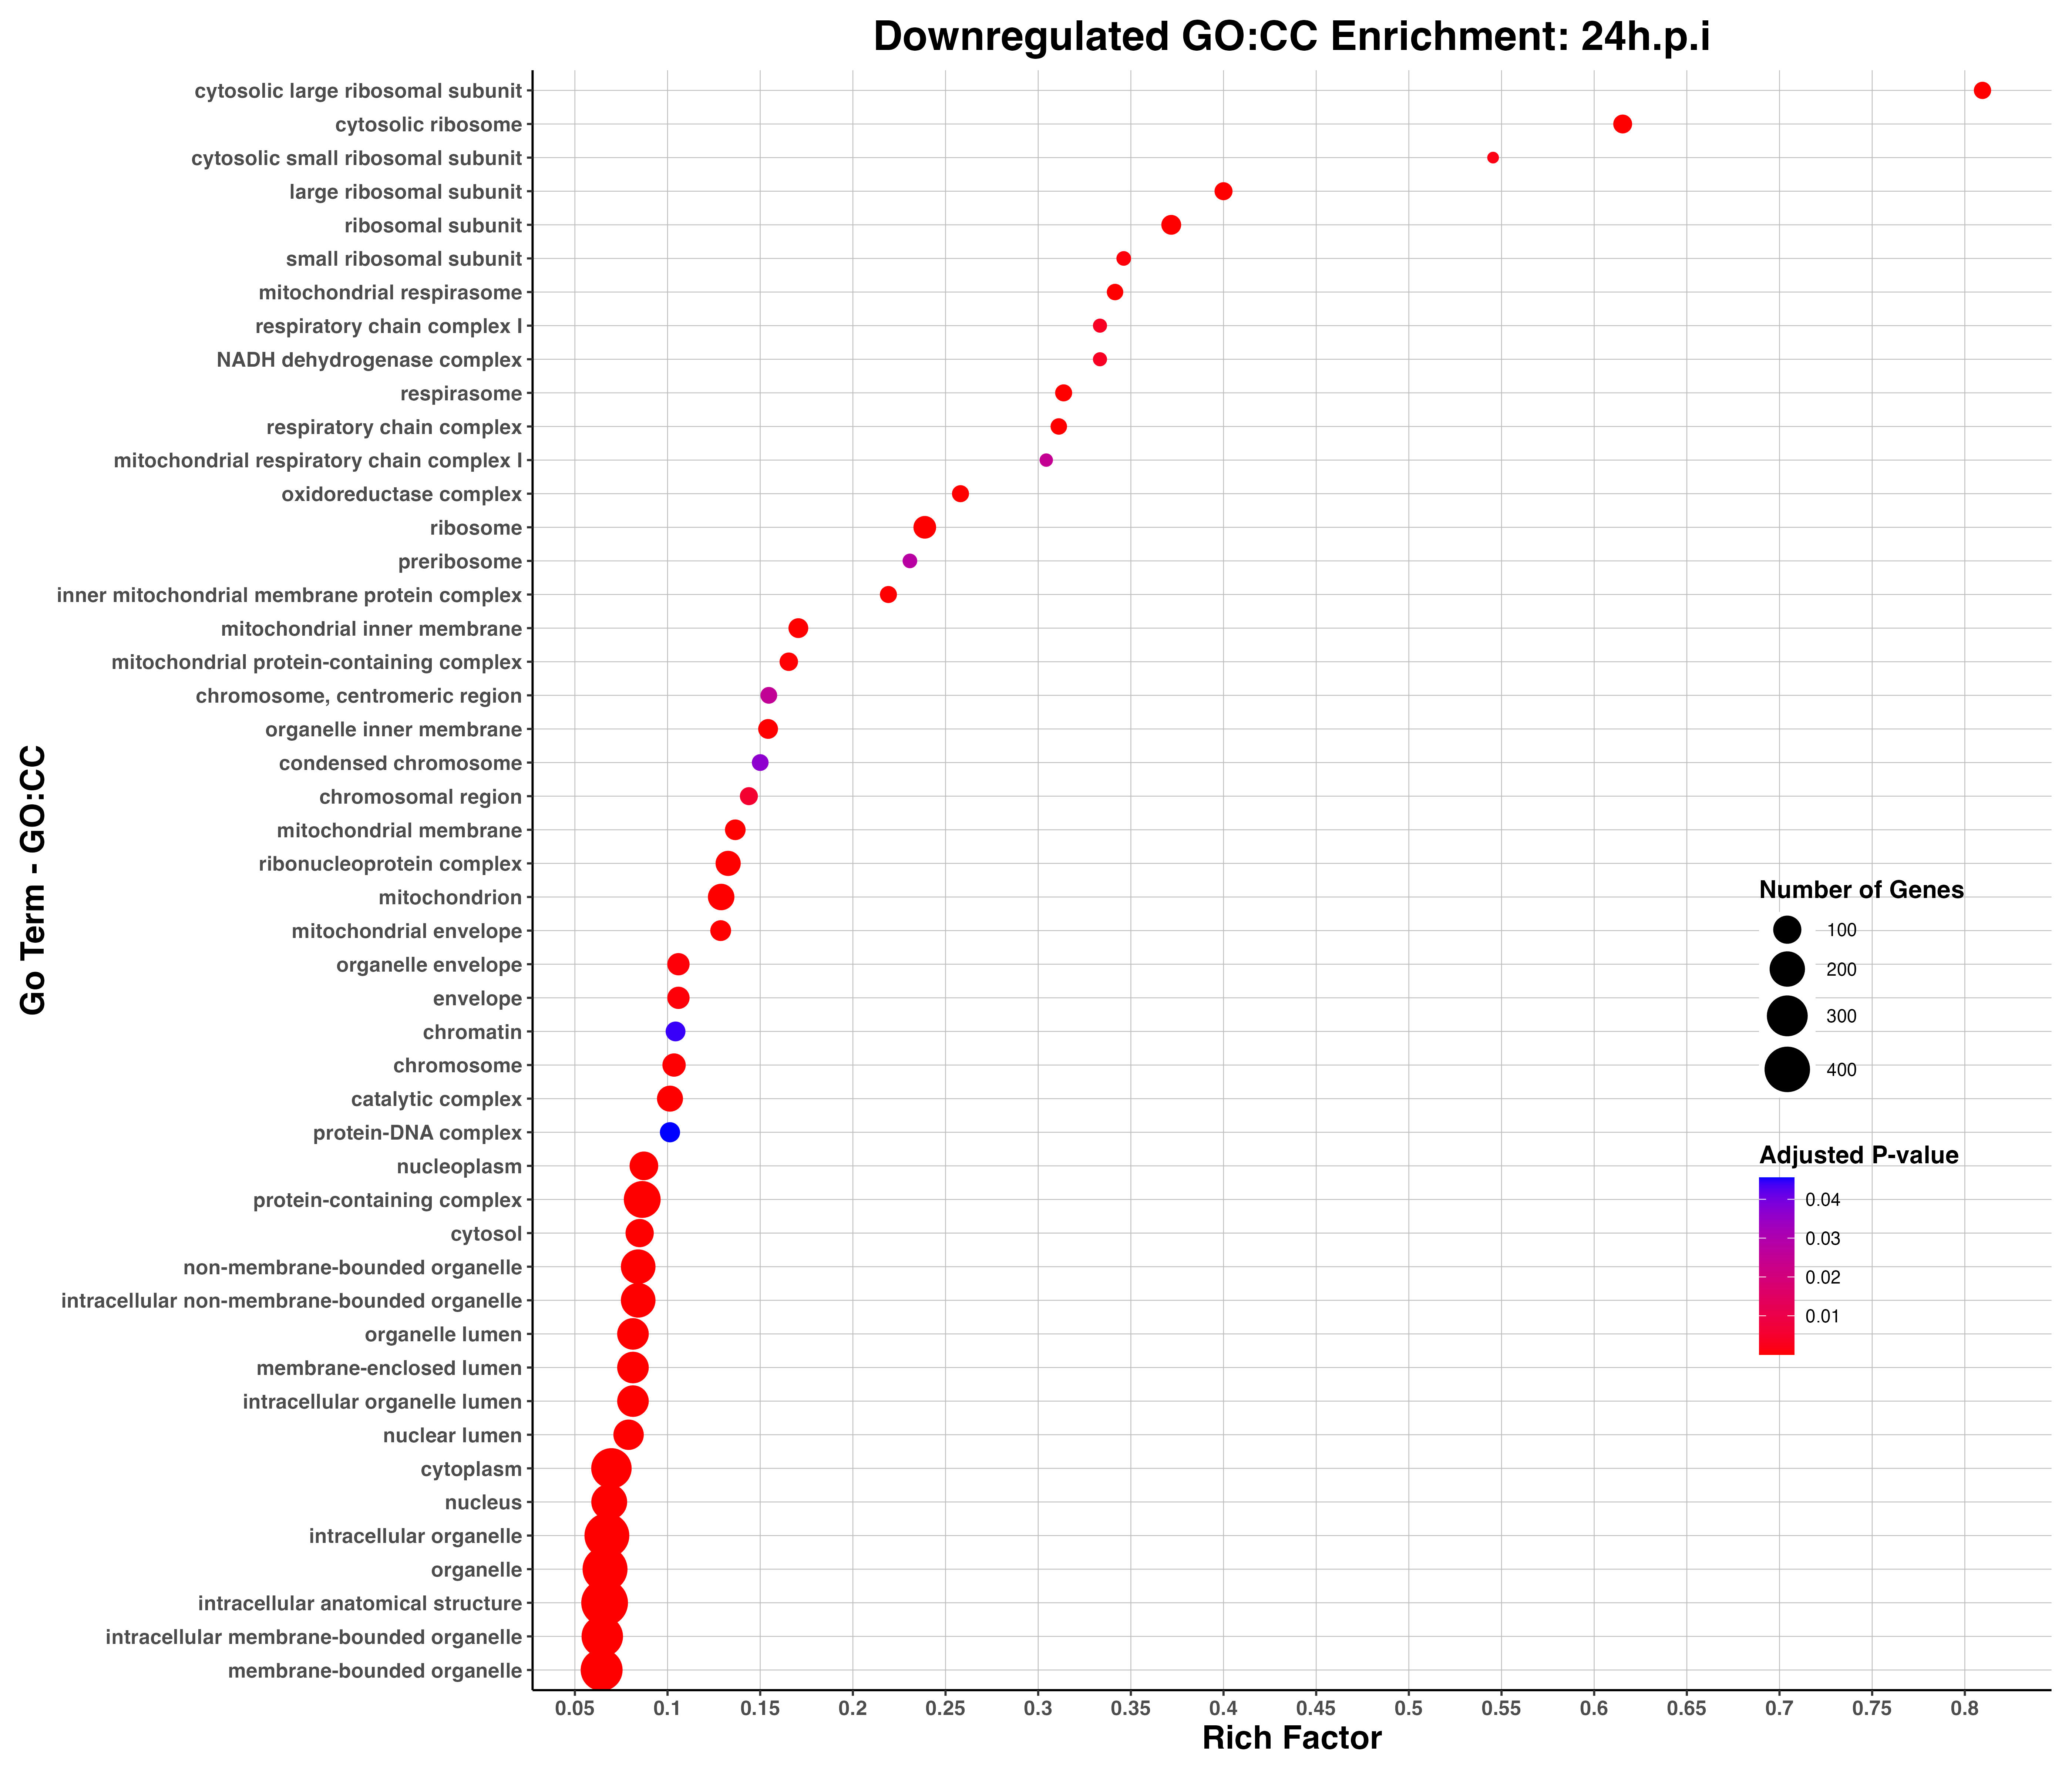 Downregulated GO:CC Enrichment: 24h.p.i
Go Term - GO:CC
cytosolic large ribosomal subunit
cytosolic ribosome
cytosolic small ribosomal subunit
large ribosomal subunit
ribosomal subunit
small ribosomal subunit
mitochondrial respirasome
respiratory chain complex I
NADH dehydrogenase complex
respirasome
respiratory chain complex
mitochondrial respiratory chain complex I
oxidoreductase complex
ribosome
preribosome
inner mitochondrial membrane protein complex
mitochondrial inner membrane
mitochondrial protein-containing complex
chromosome, centromeric region
organelle inner membrane
condensed chromosome
chromosomal region
mitochondrial membrane
ribonucleoprotein complex
mitochondrion
mitochondrial envelope
organelle envelope
envelope
chromatin
chromosome
catalytic complex
protein-DNA complex
nucleoplasm
protein-containing complex
cytosol
non-membrane-bounded organelle
intracellular non-membrane-bounded organelle
organelle lumen
membrane-enclosed lumen
intracellular organelle lumen
nuclear lumen
cytoplasm
nucleus
intracellular organelle
organelle
intracellular anatomical structure
intracellular membrane-bounded organelle
membrane-bounded organelle
Number of Genes
100
200
300
400
Adjusted P-value
0.04
0.03
0.02
0.01
0.05 0.1 0.15 0.2 0.25 0.3 0.35 0.4 0.45 0.5 0.55 0.6 0.65 0.7 0.75 0.8
Rich Factor